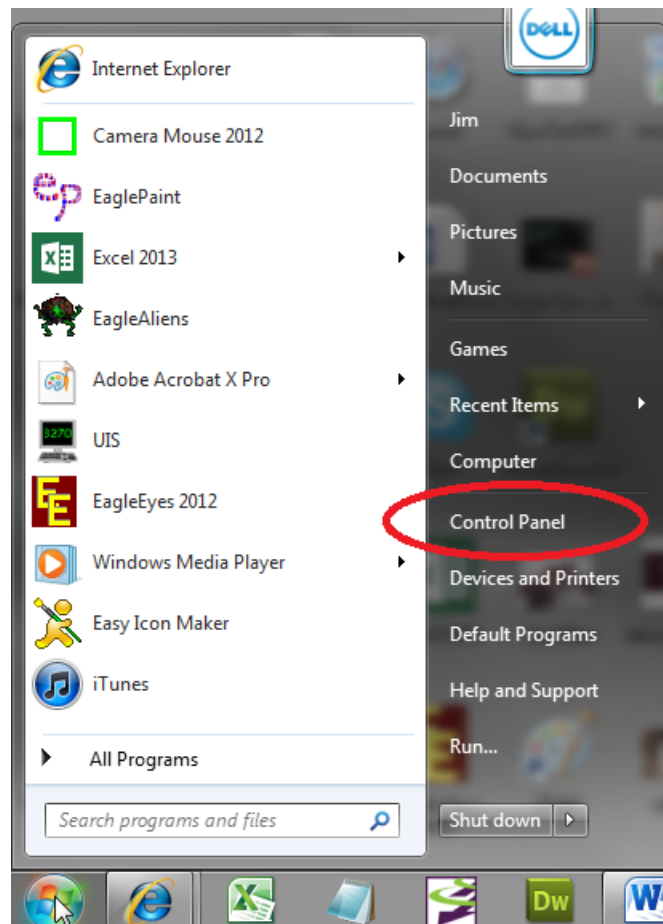 DELL
Internet Explorer
Camera Mouse 2012
EaglePaint
Excel 2013
EagleAliens
Adobe Acrobat X Pro
3270
UIS
EagleEyes 2012
Windows Media Player
Easy Icon Maker
iTunes
All Programs
Search programs and files
Jim
Documents
Pictures
Music
Games
Recent Items
Computer
Control Panel
Devices and Printers
Default Programs
Help and Support
Run...
Shut down
Dw
W